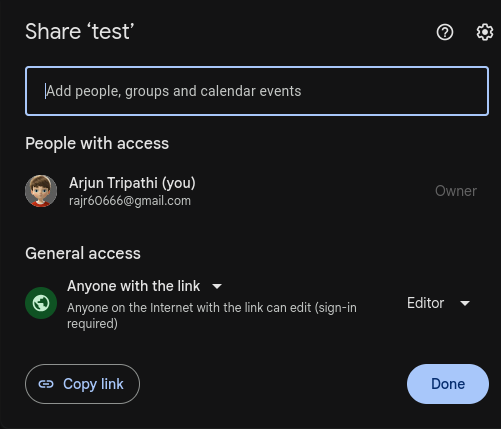 Share ‘test’
Add people, groups and calendar events
People with access
Arjun Tripathi (you)
rajr60666@gmail.com
Owner
General access
Anyone with the link
Anyone on the Internet with the link can edit (sign-in
required)
Editor
Copy link
Done